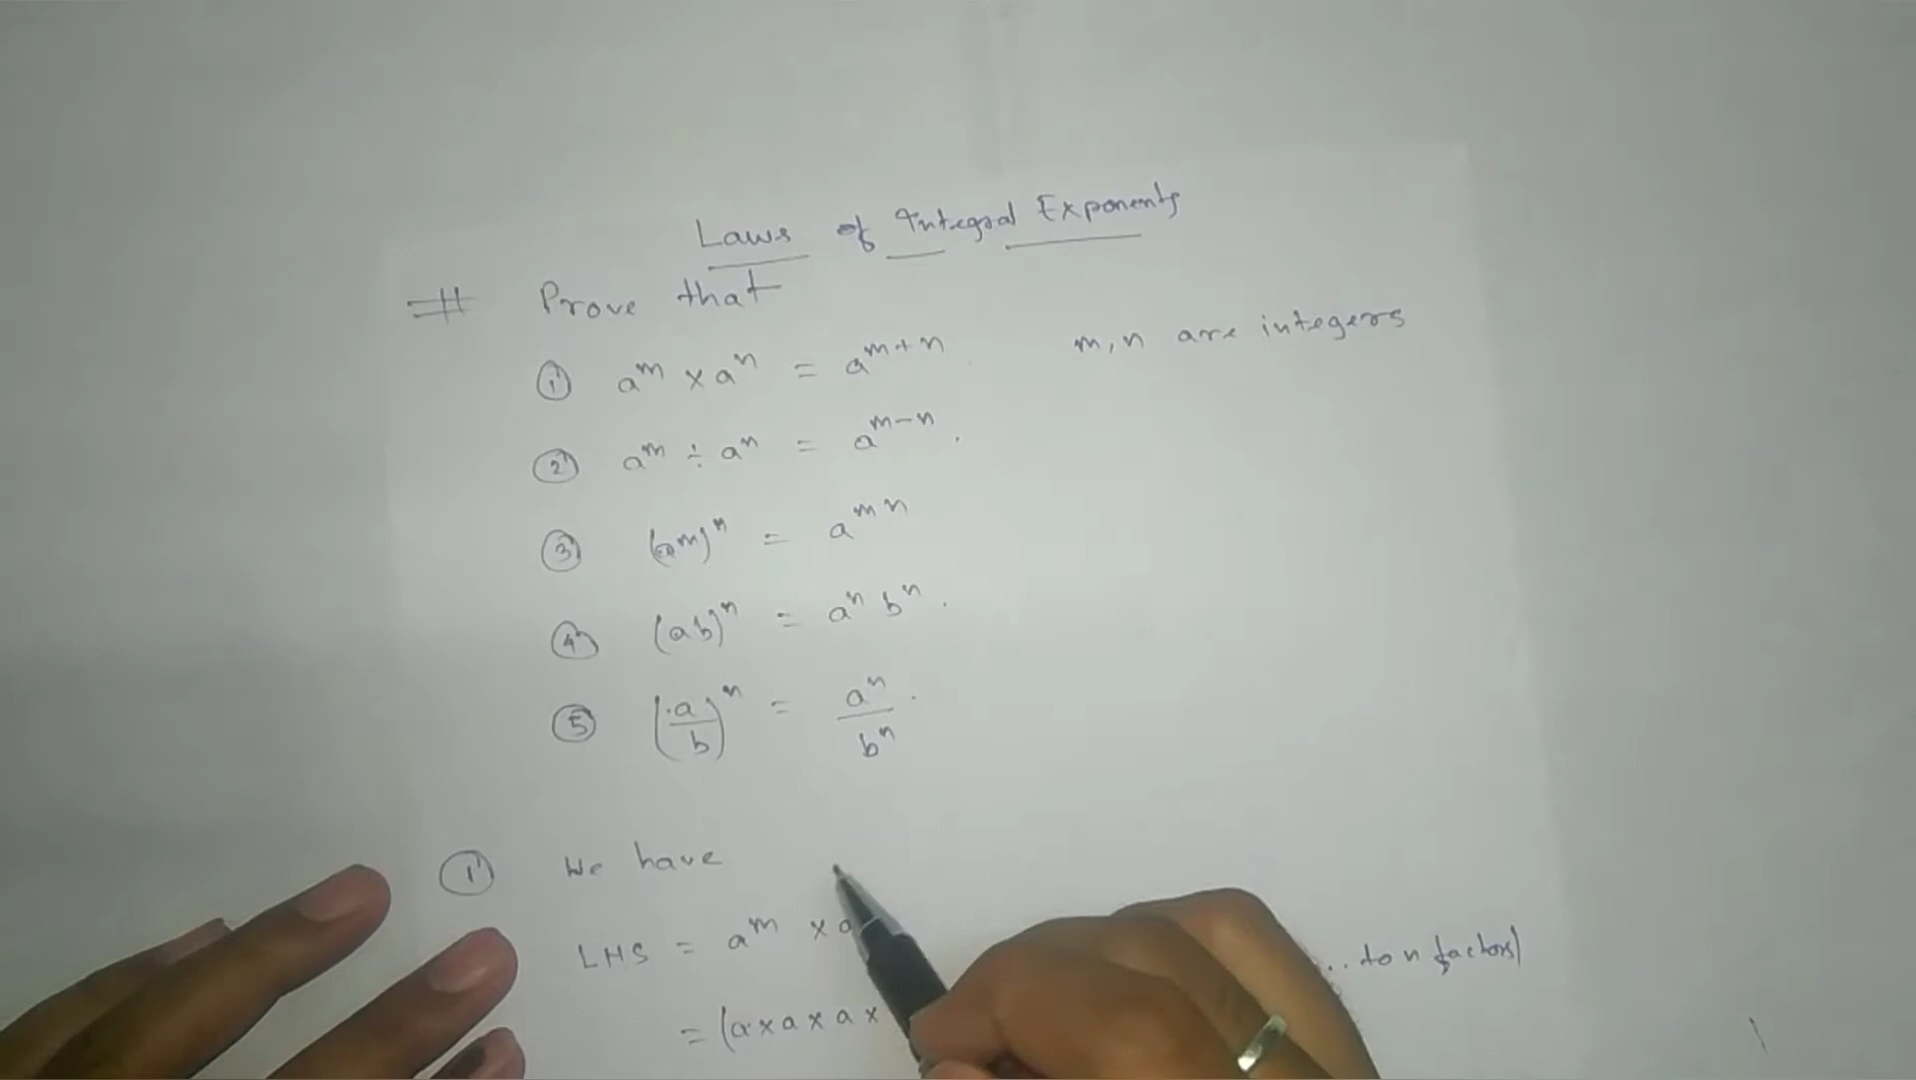 Laws of Integral Exponents
# Prove that
① a^m × a^n = a^(m+n) m, n are integers
② a^m ÷ a^n = a^(m-n).
③ (a^m)^n = a^(mn)
④ (ab)^n = a^n b^n.
⑤ (a/b)^n = a^n/b^n.
① We have
LHS = a^m × a
... to n factors)
= (a × a × a ×